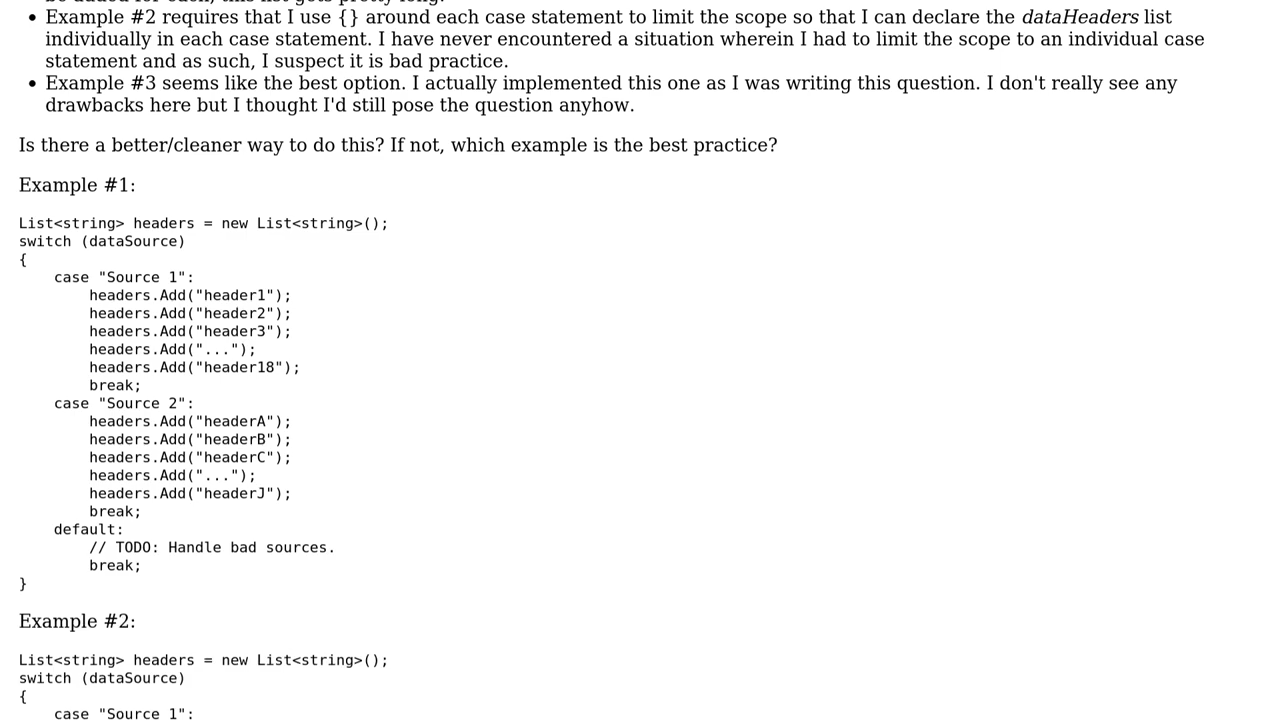 • Example #2 requires that I use {} around each case statement to limit the scope so that I can declare the dataHeaders list
individually in each case statement. I have never encountered a situation wherein I had to limit the scope to an individual case
statement and as such, I suspect it is bad practice.
• Example #3 seems like the best option. I actually implemented this one as I was writing this question. I don't really see any
drawbacks here but I thought I'd still pose the question anyhow.
Is there a better/cleaner way to do this? If not, which example is the best practice?
Example #1:
List<string> headers = new List<string>();
switch (dataSource)
{
    case "Source 1":
        headers.Add("header1");
        headers.Add("header2");
        headers.Add("header3");
        headers.Add("...");
        headers.Add("header18");
        break;
    case "Source 2":
        headers.Add("headerA");
        headers.Add("headerB");
        headers.Add("headerC");
        headers.Add("...");
        headers.Add("headerJ");
        break;
    default:
        // TODO: Handle bad sources.
        break;
}
Example #2:
List<string> headers = new List<string>();
switch (dataSource)
{
    case "Source 1":